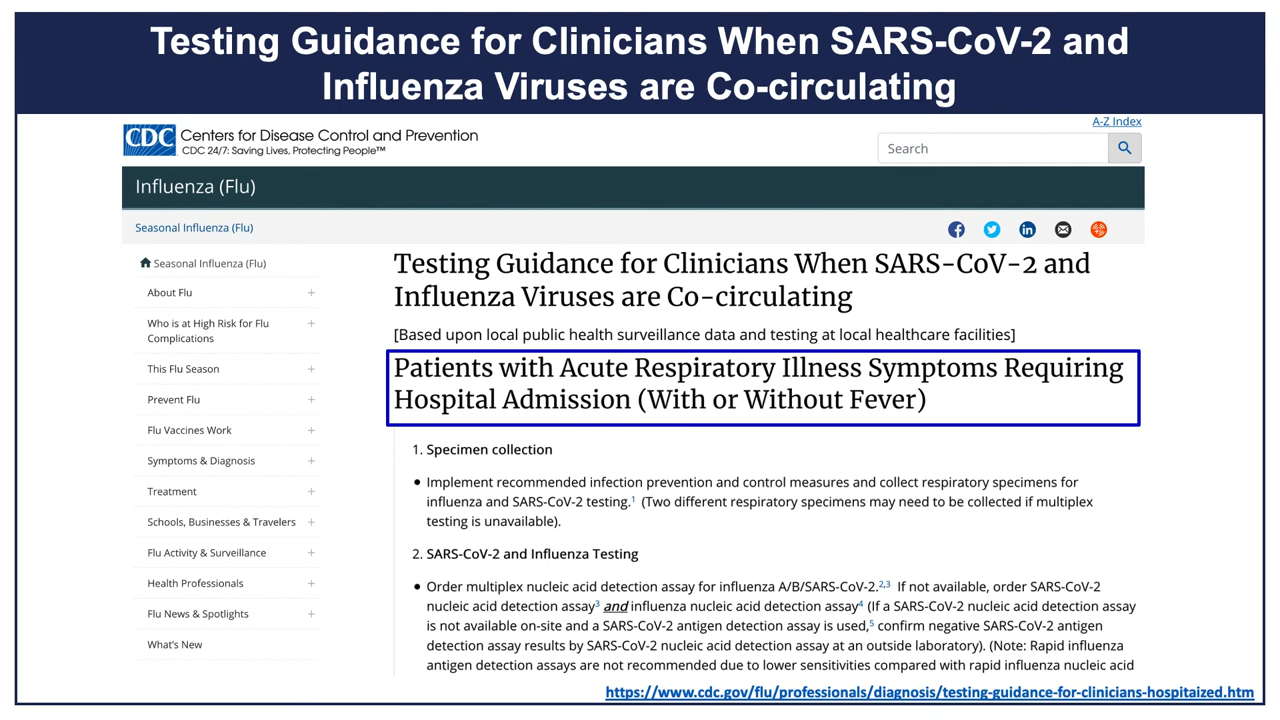 Testing Guidance for Clinicians When SARS-CoV-2 and
Influenza Viruses are Co-circulating
A-Z Index
CDC
Centers for Disease Control and Prevention
CDC 24/7: Saving Lives, Protecting People™
Search
Influenza (Flu)
Seasonal Influenza (Flu)
Seasonal Influenza (Flu)
About Flu
Who is at High Risk for Flu
Complications
This Flu Season
Prevent Flu
Flu Vaccines Work
Symptoms & Diagnosis
Treatment
Schools, Businesses & Travelers
Flu Activity & Surveillance
Health Professionals
Flu News & Spotlights
What's New
Testing Guidance for Clinicians When SARS-CoV-2 and
Influenza Viruses are Co-circulating
[Based upon local public health surveillance data and testing at local healthcare facilities]
Patients with Acute Respiratory Illness Symptoms Requiring
Hospital Admission (With or Without Fever)
1. Specimen collection
• Implement recommended infection prevention and control measures and collect respiratory specimens for
influenza and SARS-CoV-2 testing.1 (Two different respiratory specimens may need to be collected if multiplex
testing is unavailable).
2. SARS-CoV-2 and Influenza Testing
• Order multiplex nucleic acid detection assay for influenza A/B/SARS-CoV-2.2,3 If not available, order SARS-CoV-2
nucleic acid detection assay3 and influenza nucleic acid detection assay4 (If a SARS-CoV-2 nucleic acid detection assay
is not available on-site and a SARS-CoV-2 antigen detection assay is used,5 confirm negative SARS-CoV-2 antigen
detection assay results by SARS-CoV-2 nucleic acid detection assay at an outside laboratory). (Note: Rapid influenza
antigen detection assays are not recommended due to lower sensitivities compared with rapid influenza nucleic acid
https://www.cdc.gov/flu/professionals/diagnosis/testing-guidance-for-clinicians-hospitaized.htm